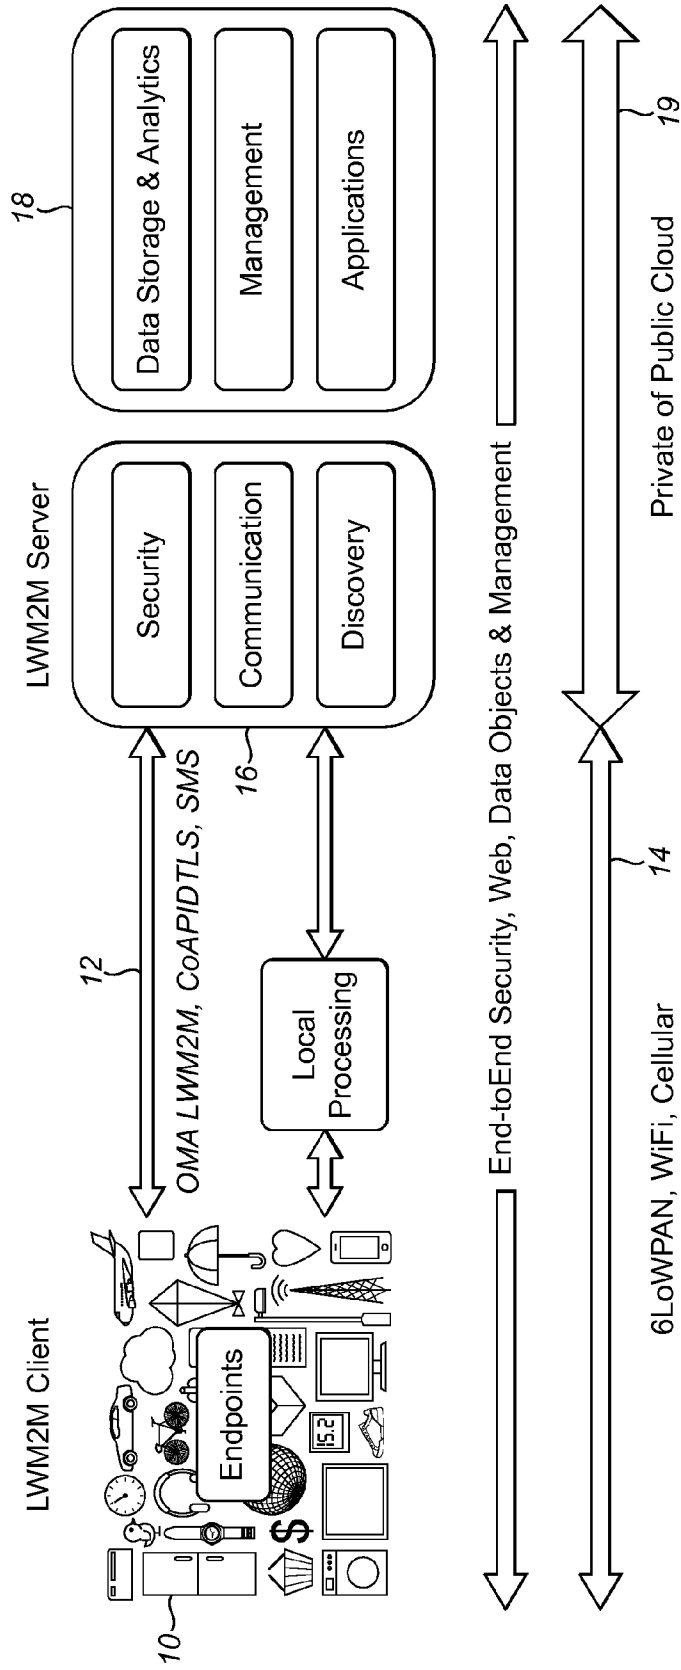 LWM2M Client
LWM2M Server
10
Endpoints
15.2
$
12
OMA LWM2M, CoAPIDTLS, SMS
Local
Processing
16
Security
Communication
Discovery
18
Data Storage & Analytics
Management
Applications
End-toEnd Security, Web, Data Objects & Management
14
19
6LoWPAN, WiFi, Cellular
Private of Public Cloud